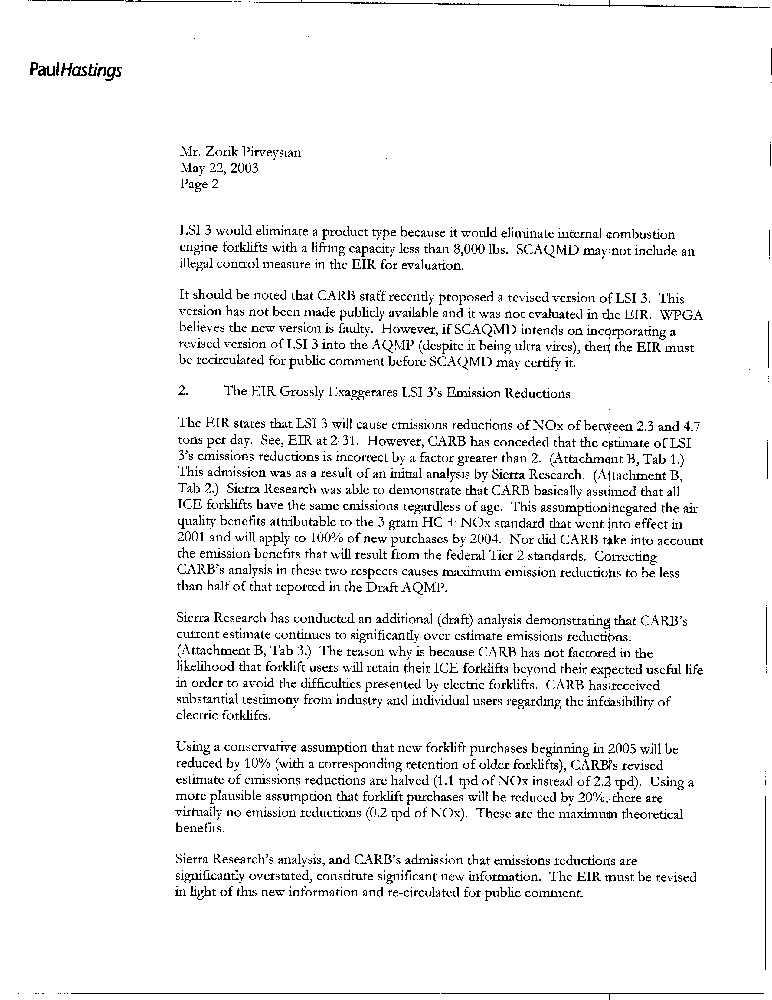 PaulHastings
Mr. Zorik Pirveysian
May 22, 2003
Page 2
LSI 3 would eliminate a product type because it would eliminate internal combustion
engine forklifts with a lifting capacity less than 8,000 lbs. SCAQMD may not include an
illegal control measure in the EIR for evaluation.
It should be noted that CARB staff recently proposed a revised version of LSI 3. This
version has not been made publicly available and it was not evaluated in the EIR. WPGA
believes the new version is faulty. However, if SCAQMD intends on incorporating a
revised version of LSI 3 into the AQMP (despite it being ultra vires), then the EIR must
be recirculated for public comment before SCAQMD may certify it.
2. The EIR Grossly Exaggerates LSI 3's Emission Reductions
The EIR states that LSI 3 will cause emissions reductions of NOx of between 2.3 and 4.7
tons per day. See, EIR at 2-31. However, CARB has conceded that the estimate of LSI
3's emissions reductions is incorrect by a factor greater than 2. (Attachment B, Tab 1.)
This admission was as a result of an initial analysis by Sierra Research. (Attachment B,
Tab 2.) Sierra Research was able to demonstrate that CARB basically assumed that all
ICE forklifts have the same emissions regardless of age. This assumption negated the air
quality benefits attributable to the 3 gram HC + NOx standard that went into effect in
2001 and will apply to 100% of new purchases by 2004. Nor did CARB take into account
the emission benefits that will result from the federal Tier 2 standards. Correcting
CARB's analysis in these two respects causes maximum emission reductions to be less
than half of that reported in the Draft AQMP.
Sierra Research has conducted an additional (draft) analysis demonstrating that CARB's
current estimate continues to significantly over-estimate emissions reductions.
(Attachment B, Tab 3.) The reason why is because CARB has not factored in the
likelihood that forklift users will retain their ICE forklifts beyond their expected useful life
in order to avoid the difficulties presented by electric forklifts. CARB has received
substantial testimony from industry and individual users regarding the infeasibility of
electric forklifts.
Using a conservative assumption that new forklift purchases beginning in 2005 will be
reduced by 10% (with a corresponding retention of older forklifts), CARB's revised
estimate of emissions reductions are halved (1.1 tpd of NOx instead of 2.2 tpd). Using a
more plausible assumption that forklift purchases will be reduced by 20%, there are
virtually no emission reductions (0.2 tpd of NOx). These are the maximum theoretical
benefits.
Sierra Research's analysis, and CARB's admission that emissions reductions are
significantly overstated, constitute significant new information. The EIR must be revised
in light of this new information and re-circulated for public comment.